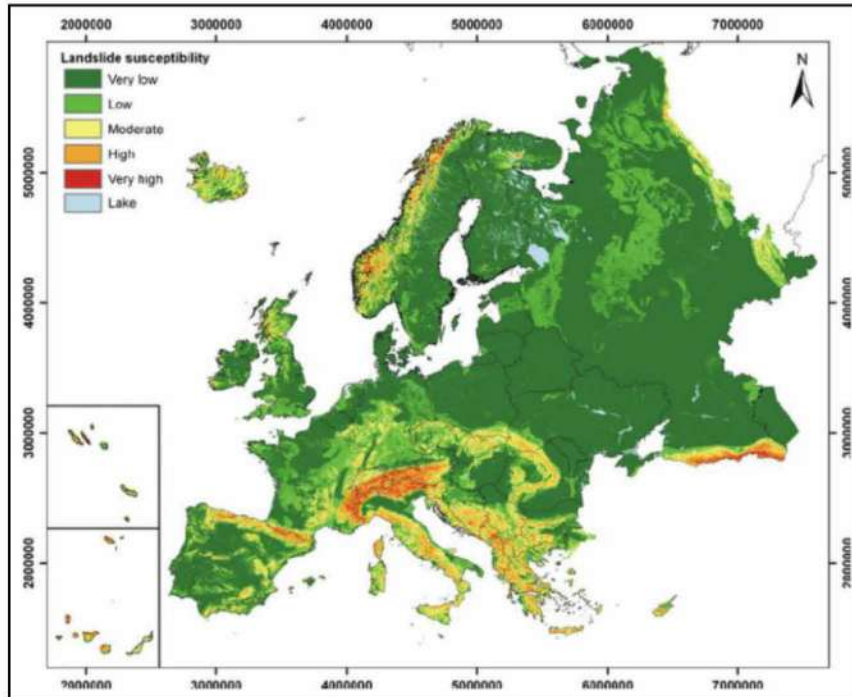 2000000 3000000 4000000 5000000 6000000 7000000
N
Landslide susceptibility
Very low
Low
Moderate
High
Very high
Lake
5000000 5000000
4000000 4000000
3000000 3000000
2000000 2000000
2000000 3000000 4000000 5000000 6000000 7000000